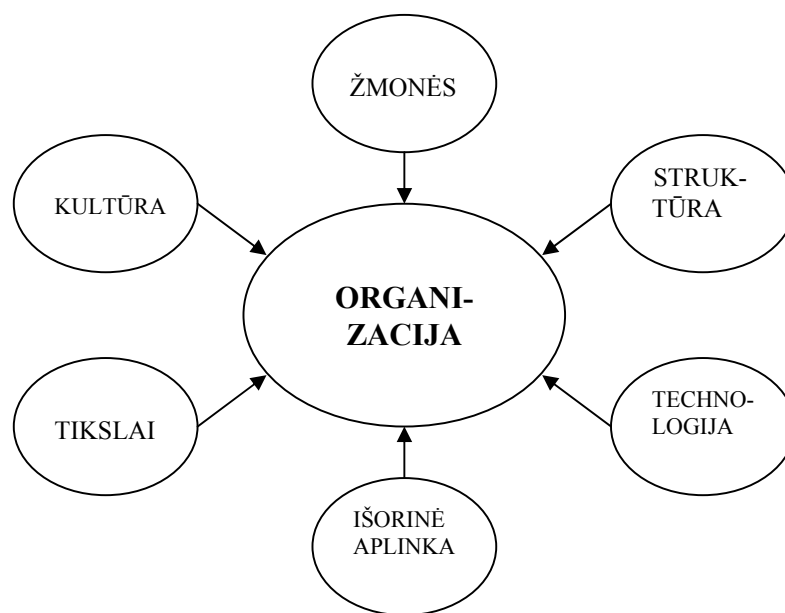 ŽMONĖS
KULTŪRA
STRUK-
TŪRA
ORGANI-
ZACIJA
TIKSLAI
TECHNO-
LOGIJA
IŠORINĖ
APLINKA